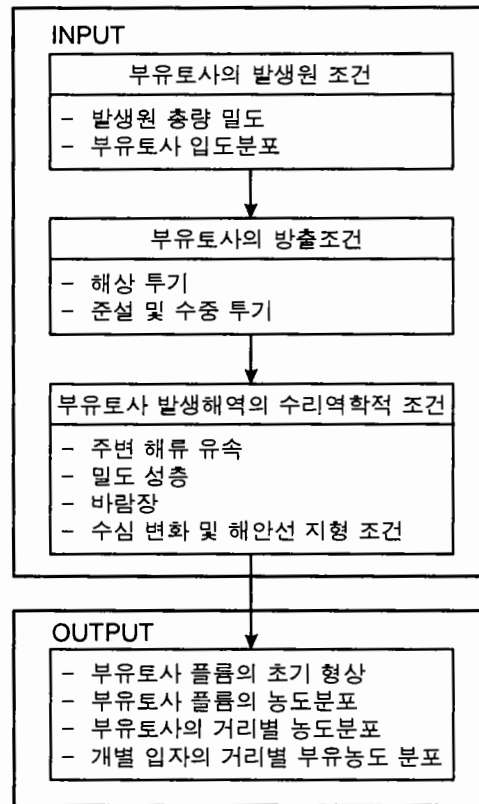 INPUT
부유토사의 발생원 조건
- 발생원 총량 밀도
- 부유토사 입도분포
부유토사의 방출조건
- 해상 투기
- 준설 및 수중 투기
부유토사 발생해역의 수리역학적 조건
- 주변 해류 유속
- 밀도 성층
- 바람장
- 수심 변화 및 해안선 지형 조건
OUTPUT
- 부유토사 플륨의 초기 형상
- 부유토사 플륨의 농도분포
- 부유토사의 거리별 농도분포
- 개별 입자의 거리별 부유농도 분포